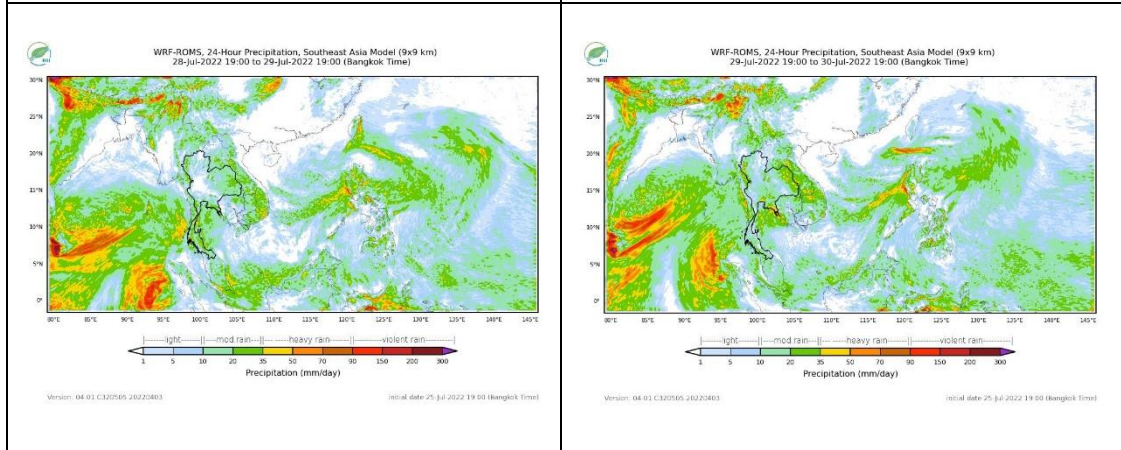 WRF-ROMS, 24-Hour Precipitation, Southeast Asia Model (9x9 km)
28-Jul-2022 19:00 to 29-Jul-2022 19:00 (Bangkok Time)
30°N
25°N
20°N
15°N
10°N
5°N
0°
80°E 85°E 90°E 95°E 100°E 105°E 110°E 115°E 120°E 125°E 130°E 135°E 140°E 145°E
light mod rain heavy rain violent rain
1 5 10 20 35 50 70 90 150 200 300
Precipitation (mm/day)
Version: 04.01 C320505.20220403 initial date 25-Jul-2022 19:00 (Bangkok Time)
WRF-ROMS, 24-Hour Precipitation, Southeast Asia Model (9x9 km)
29-Jul-2022 19:00 to 30-Jul-2022 19:00 (Bangkok Time)
30°N
25°N
20°N
15°N
10°N
5°N
0°
80°E 85°E 90°E 95°E 100°E 105°E 110°E 115°E 120°E 125°E 130°E 135°E 140°E 145°E
light mod rain heavy rain violent rain
1 5 10 20 35 50 70 90 150 200 300
Precipitation (mm/day)
Version: 04.01 C320505.20220403 initial date 25-Jul-2022 19:00 (Bangkok Time)